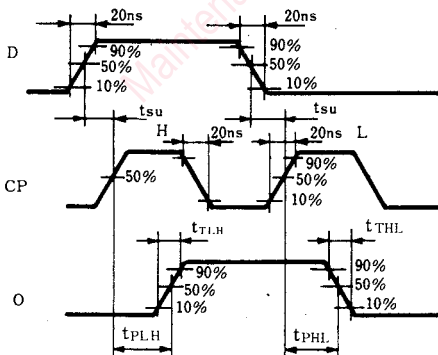 20ns 20ns
D
90% 90%
50% 50%
10% 10%
tsu tsu
H 20ns 20ns L
CP
50% 90%
50%
10% 10%
tTLH tTHL
O
90% 90%
50% 50%
10% 10%
tPLH tPHL